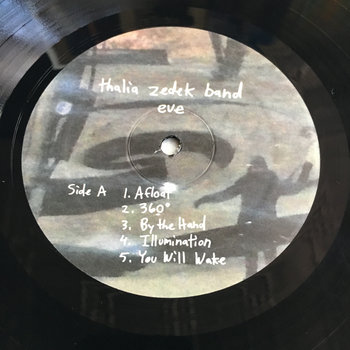 thalia zedek band
eve
Side A
1. Afloat
2. 360°
3. By the Hand
4. Illumination
5. You Will Wake